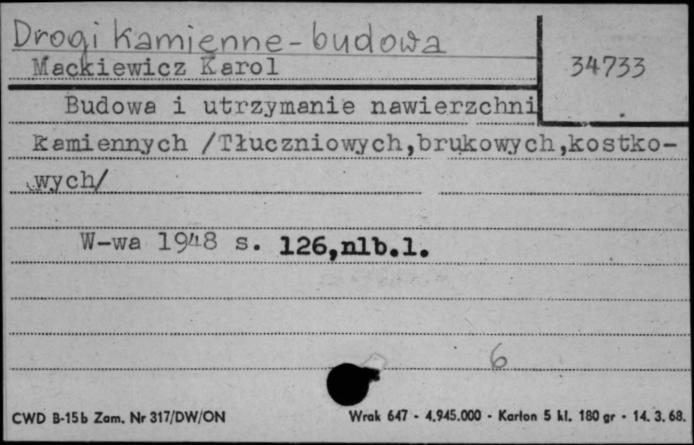 Drogi kamienne - budowa
Mackiewicz Karol
34733
Budowa i utrzymanie nawierzchni
kamiennych /Tłuczniowych,brukowych,kostko-
wych/
W-wa 1948 s. 126,nlb.1.
6
CWD B-15b Zam. Nr 317/DW/ON
Wrak 647 - 4.945.000 - Karton 5 kl. 180 gr - 14. 3. 68.